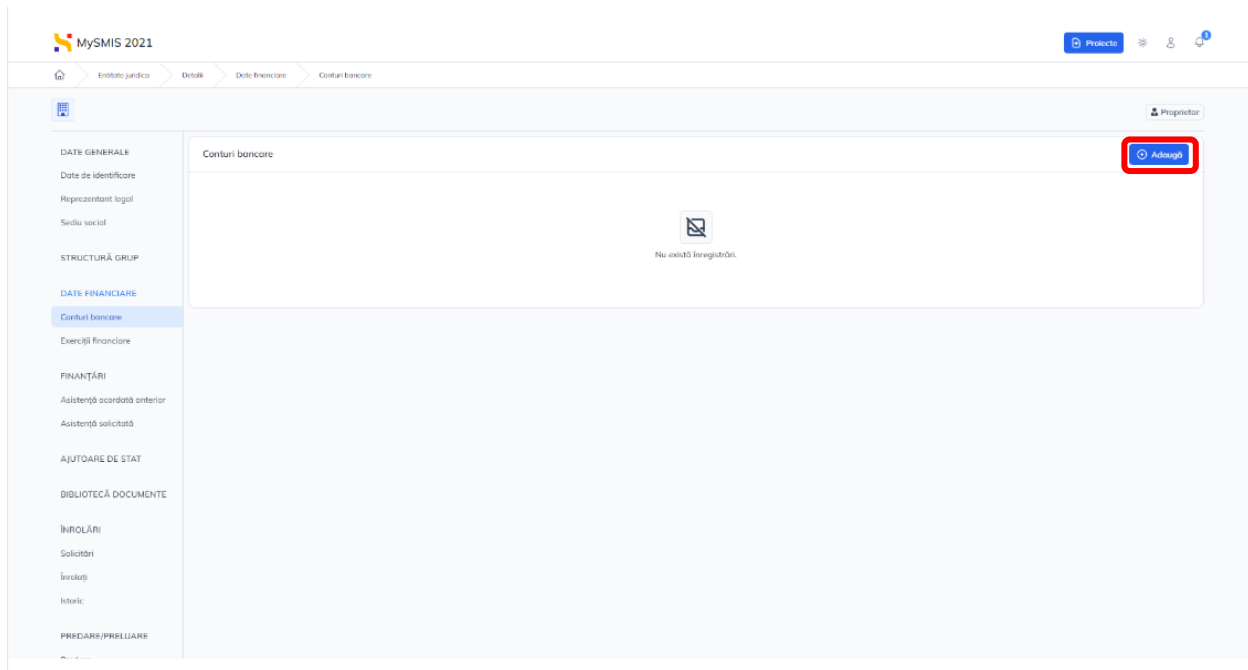 MySMIS 2021
Proiecte
3
Entitate juridica
Detalii
Date financiare
Conturi bancare
Proprietar
DATE GENERALE
Date de identificare
Reprezentant legal
Sediu social
STRUCTURĂ GRUP
DATE FINANCIARE
Conturi bancare
Exerciții financiare
FINANȚĂRI
Asistență acordată anterior
Asistență solicitată
AJUTOARE DE STAT
BIBLIOTECĂ DOCUMENTE
ÎNROLĂRI
Solicitări
Înrolați
Istoric
PREDARE/PRELUARE
Conturi bancare
Adaugă
Nu există înregistrări.